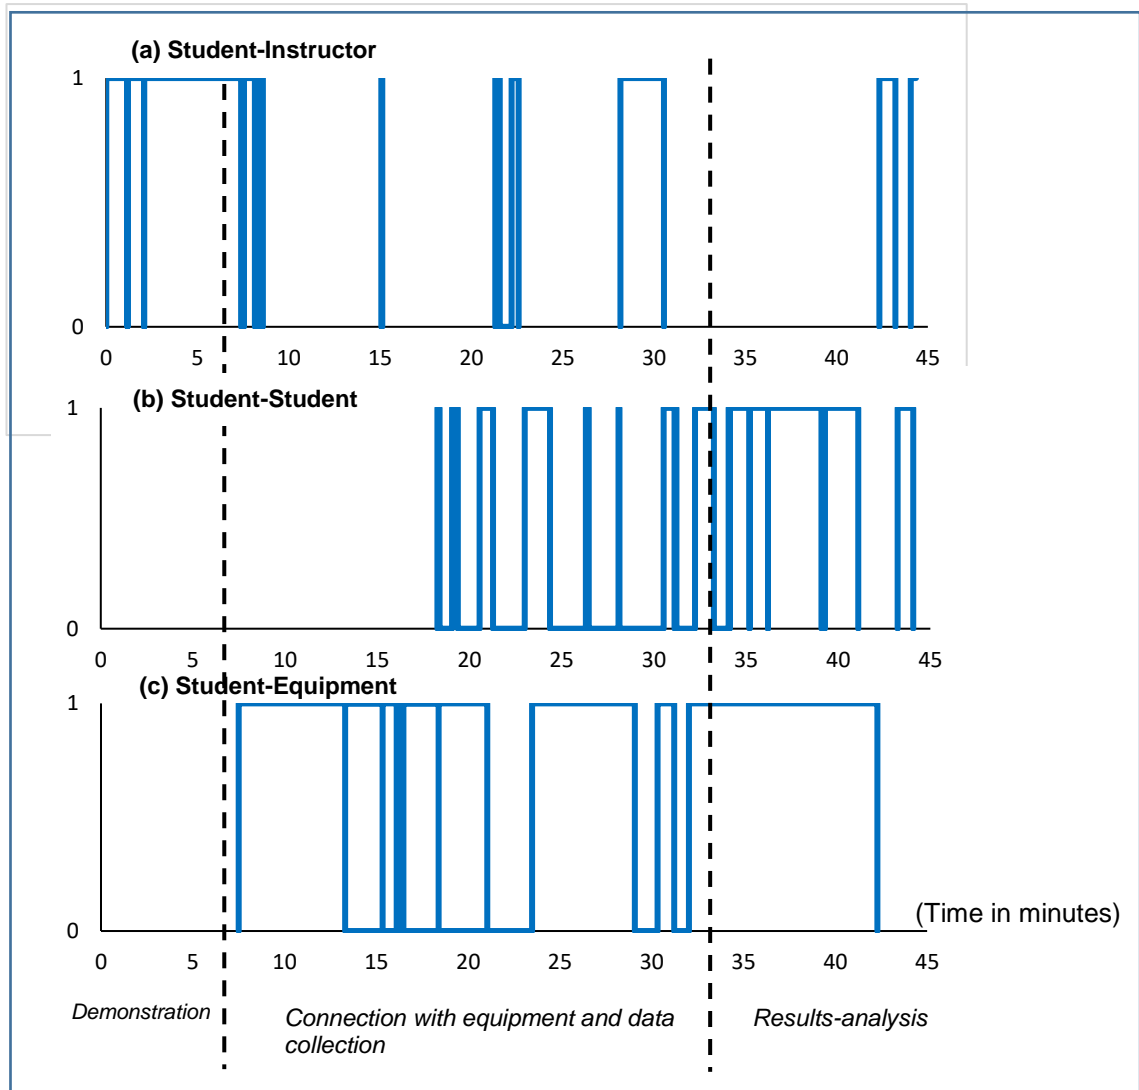 (a) Student-Instructor
1
0
0 5 10 15 20 25 30 35 40 45
(b) Student-Student
1
0
0 5 10 15 20 25 30 35 40 45
(c) Student-Equipment
1
0
(Time in minutes)
0 5 10 15 20 25 30 35 40 45
Demonstration
Connection with equipment and data
collection
Results-analysis